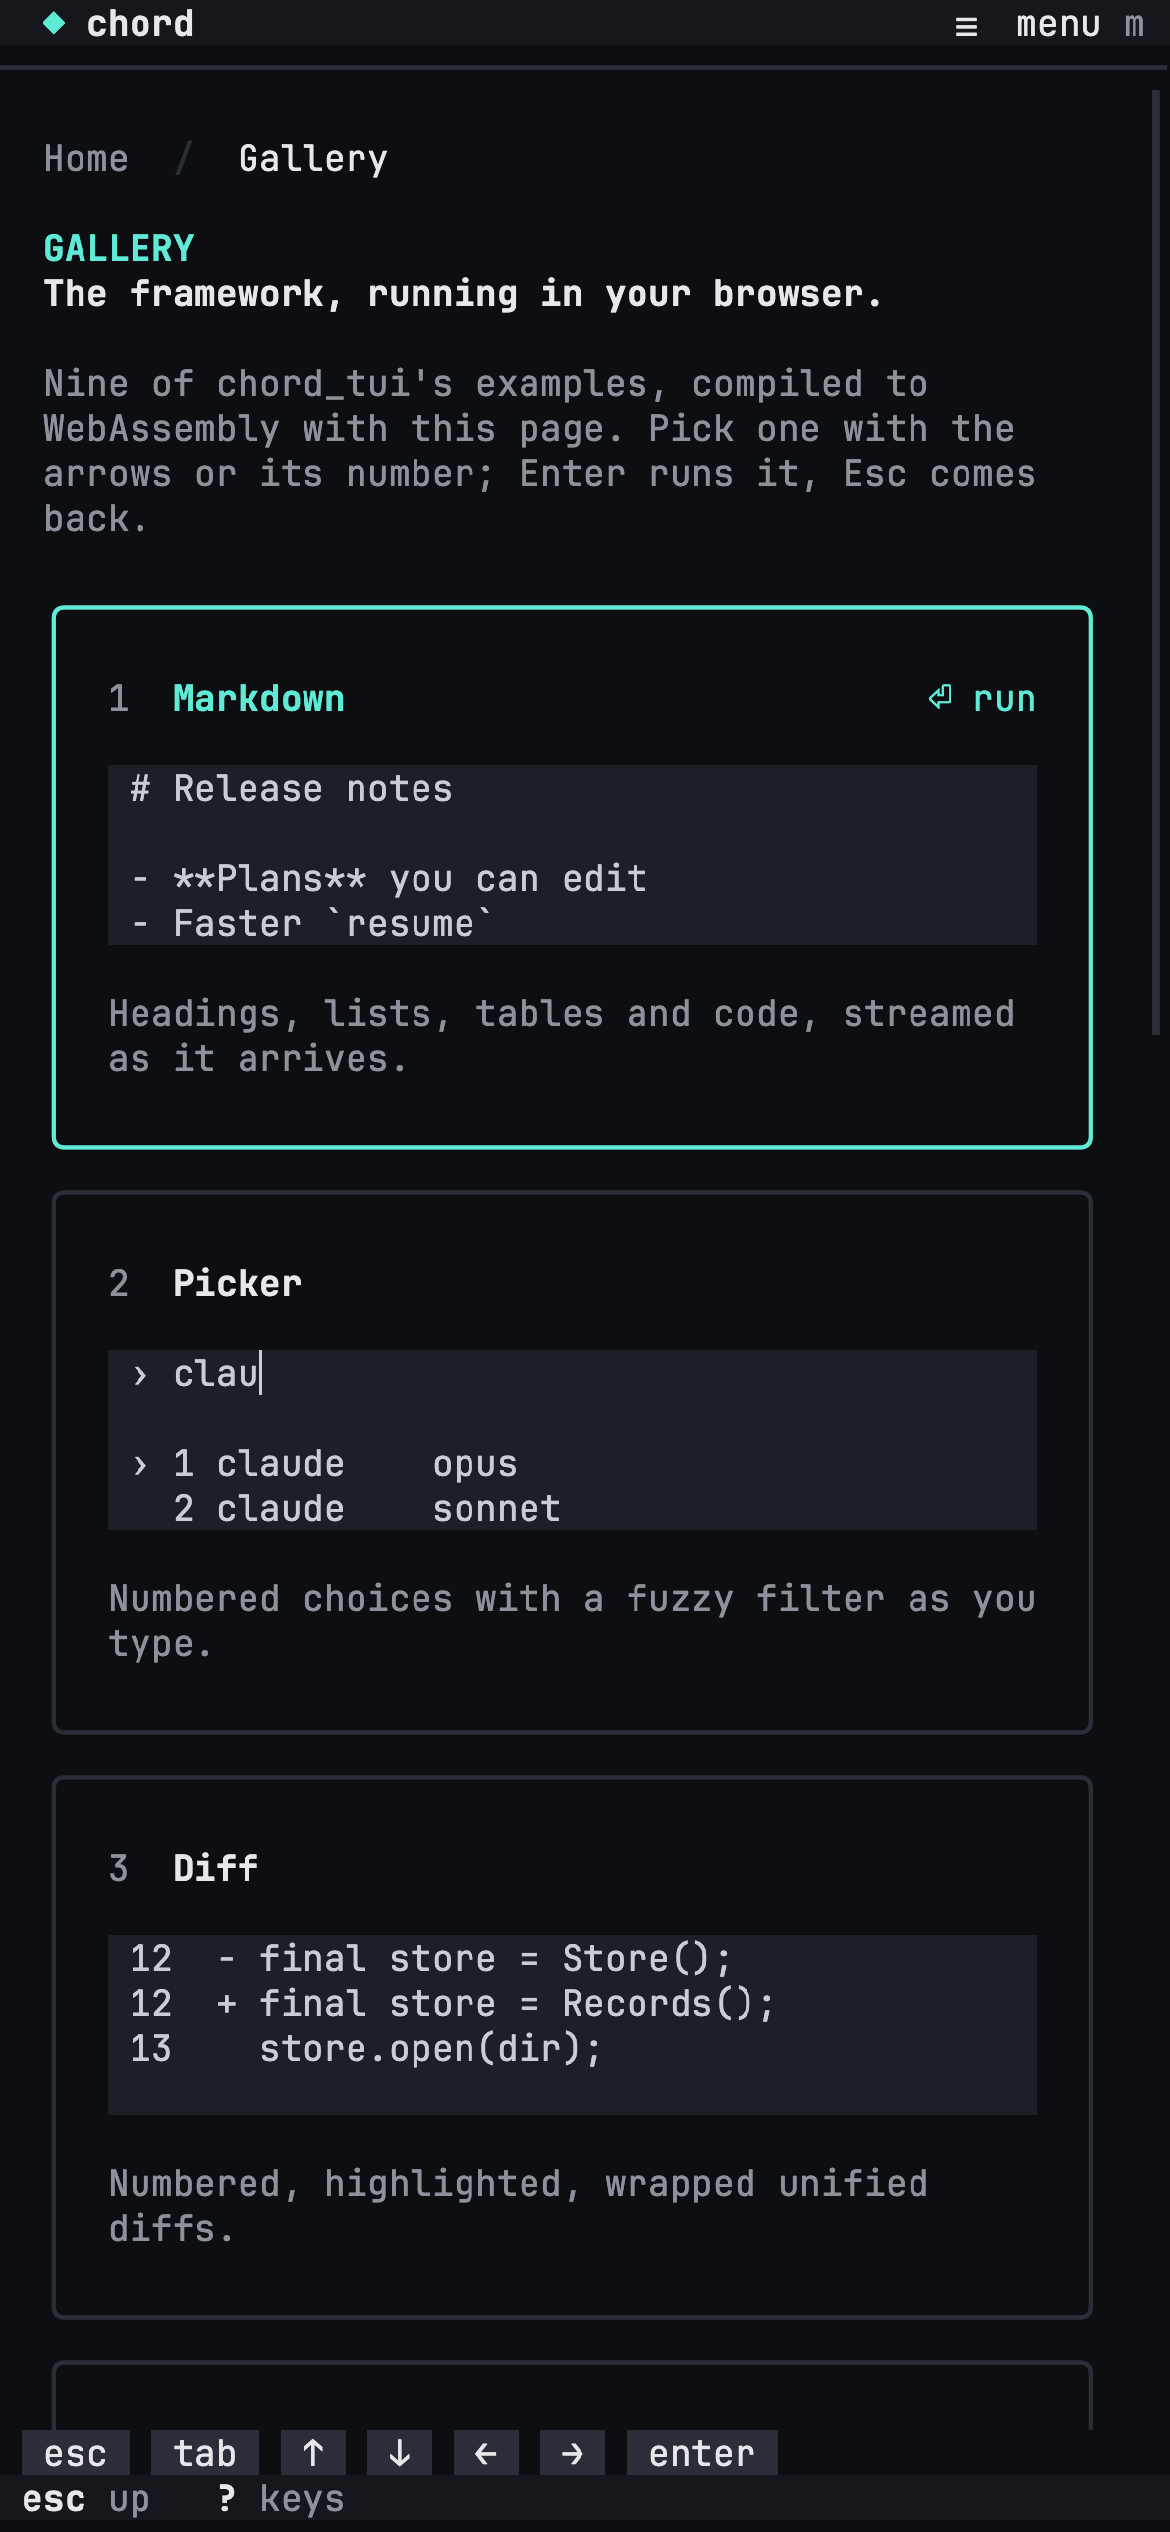 ◆ chord ≡ menu m
Home / Gallery
GALLERY
The framework, running in your browser.
Nine of chord_tui's examples, compiled to
WebAssembly with this page. Pick one with the
arrows or its number; Enter runs it, Esc comes
back.
1 Markdown ⏎ run
# Release notes
- **Plans** you can edit
- Faster `resume`
Headings, lists, tables and code, streamed
as it arrives.
2 Picker
› clau
› 1 claude opus
2 claude sonnet
Numbered choices with a fuzzy filter as you
type.
3 Diff
12 - final store = Store();
12 + final store = Records();
13 store.open(dir);
Numbered, highlighted, wrapped unified
diffs.
esc tab ↑ ↓ ← → enter
esc up ? keys